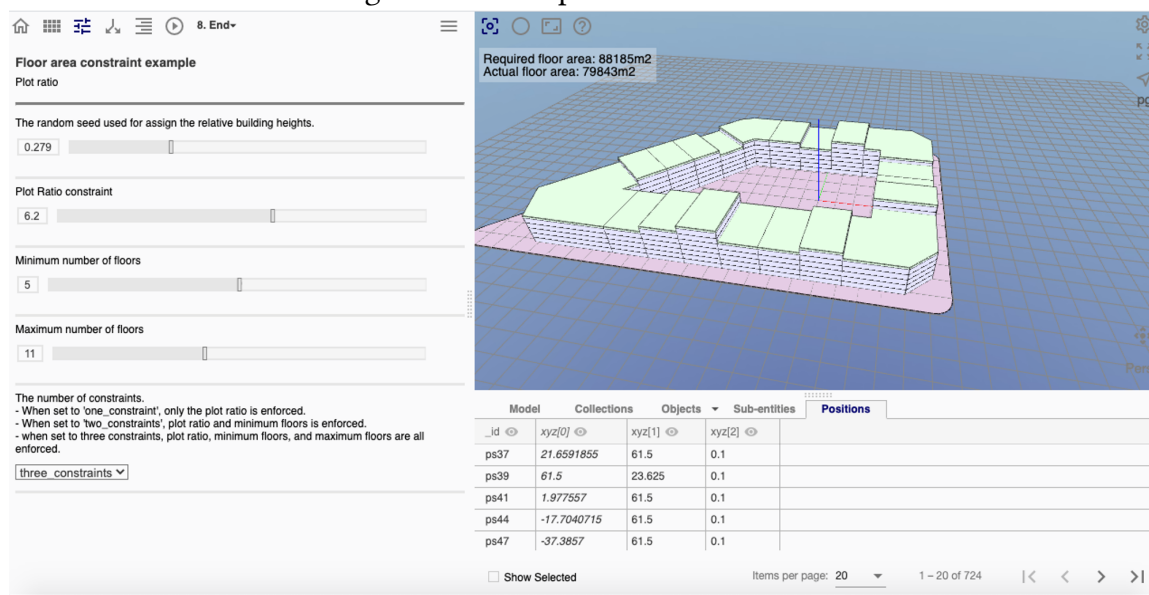 8. End
Floor area constraint example
Plot ratio
The random seed used for assign the relative building heights.
0.279
Plot Ratio constraint
6.2
Minimum number of floors
5
Maximum number of floors
11
The number of constraints.
- When set to 'one_constraint', only the plot ratio is enforced.
- When set to 'two_constraints', plot ratio and minimum floors is enforced.
- when set to three constraints, plot ratio, minimum floors, and maximum floors are all
enforced.
three_constraints
Required floor area: 88185m2
Actual floor area: 79843m2
Model Collections Objects Sub-entities Positions
_id xyz[0] xyz[1] xyz[2]
ps37 21.6591855 61.5 0.1
ps39 61.5 23.625 0.1
ps41 1.977557 61.5 0.1
ps44 -17.7040715 61.5 0.1
ps47 -37.3857 61.5 0.1
Show Selected Items per page: 20 1 – 20 of 724